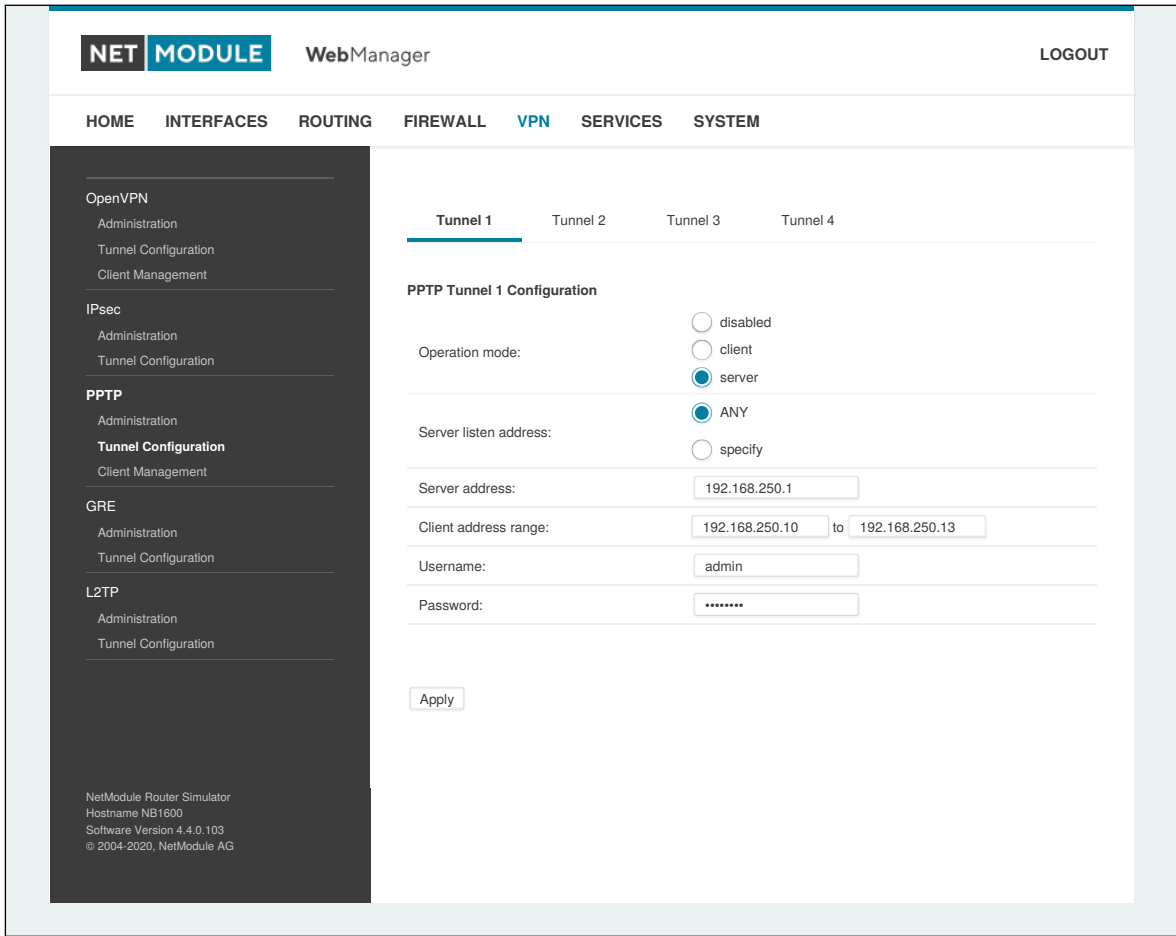 NET MODULE WebManager LOGOUT
HOME INTERFACES ROUTING FIREWALL VPN SERVICES SYSTEM
OpenVPN
Administration
Tunnel Configuration
Client Management
IPsec
Administration
Tunnel Configuration
PPTP
Administration
Tunnel Configuration
Client Management
GRE
Administration
Tunnel Configuration
L2TP
Administration
Tunnel Configuration
NetModule Router Simulator
Hostname NB1600
Software Version 4.4.0.103
© 2004-2020, NetModule AG
Tunnel 1 Tunnel 2 Tunnel 3 Tunnel 4
PPTP Tunnel 1 Configuration
Operation mode:
disabled
client
server
Server listen address:
ANY
specify
Server address: 192.168.250.1
Client address range: 192.168.250.10 to 192.168.250.13
Username: admin
Password: ••••••••
Apply